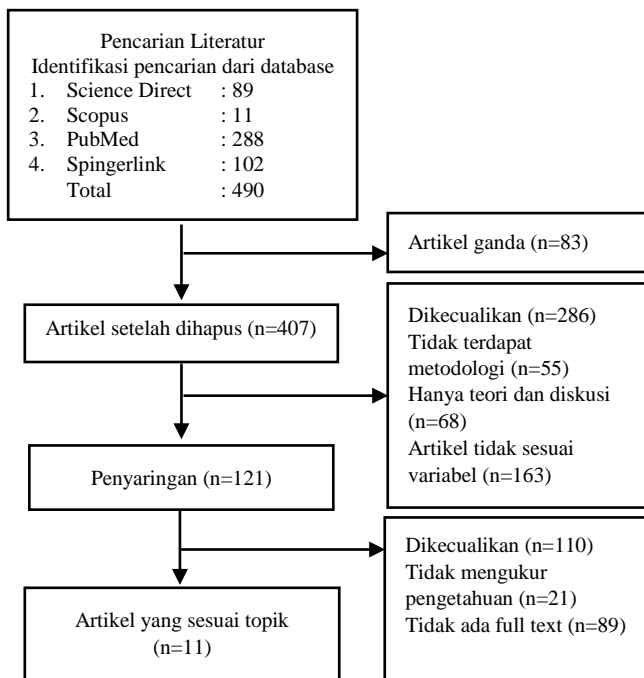 Pencarian Literatur
Identifikasi pencarian dari database
1. Science Direct : 89
2. Scopus : 11
3. PubMed : 288
4. Spingerlink : 102
Total : 490
Artikel ganda (n=83)
Artikel setelah dihapus (n=407)
Dikecualikan (n=286)
Tidak terdapat
metodologi (n=55)
Hanya teori dan diskusi
(n=68)
Artikel tidak sesuai
variabel (n=163)
Penyaringan (n=121)
Dikecualikan (n=110)
Tidak mengukur
pengetahuan (n=21)
Tidak ada full text (n=89)
Artikel yang sesuai topik
(n=11)